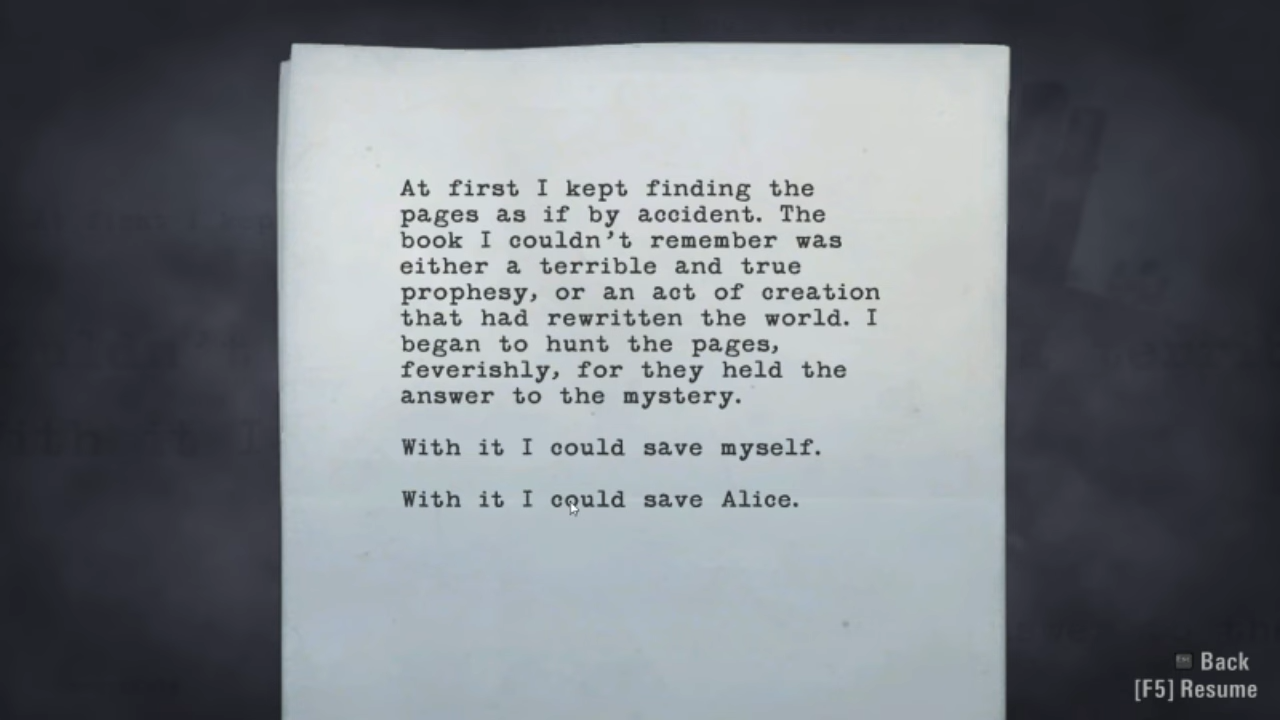 At first I kept finding the
pages as if by accident. The
book I couldn't remember was
either a terrible and true
prophesy, or an act of creation
that had rewritten the world. I
began to hunt the pages,
feverishly, for they held the
answer to the mystery.
With it I could save myself.
With it I could save Alice.
Back
[F5] Resume